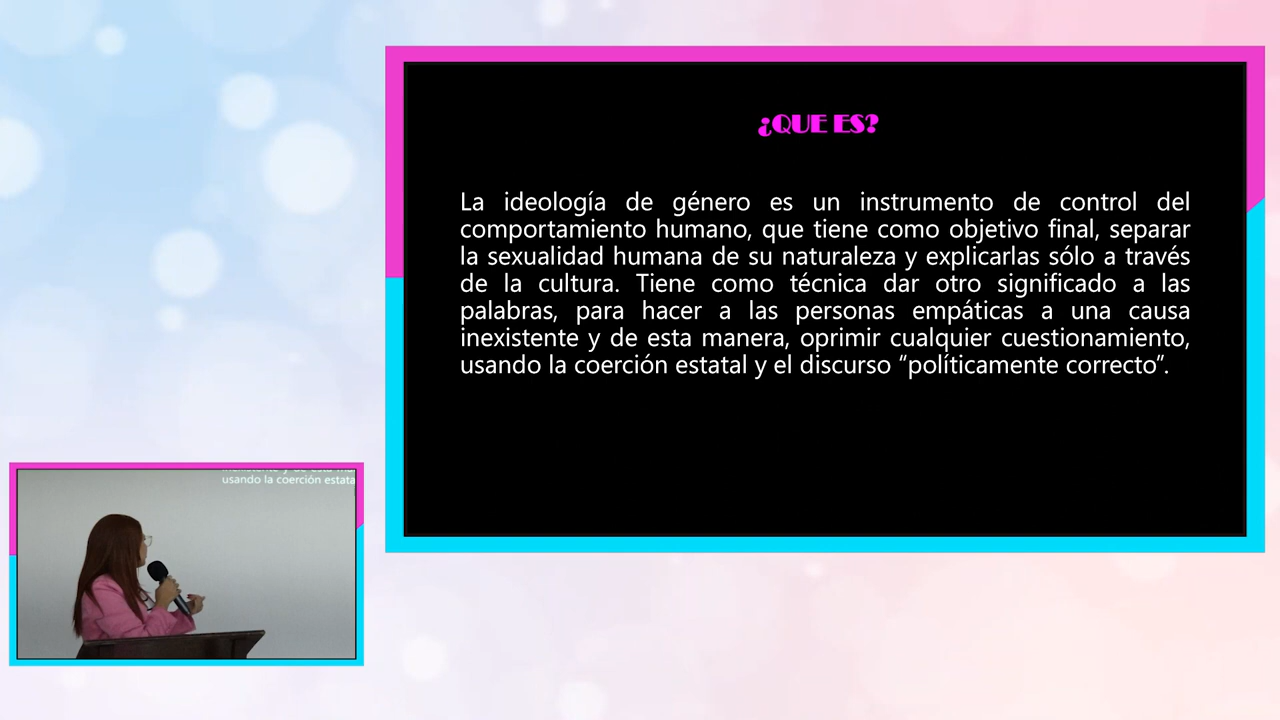 ¿QUE ES?
La ideología de género es un instrumento de control del
comportamiento humano, que tiene como objetivo final, separar
la sexualidad humana de su naturaleza y explicarlas sólo a través
de la cultura. Tiene como técnica dar otro significado a las
palabras, para hacer a las personas empáticas a una causa
inexistente y de esta manera, oprimir cualquier cuestionamiento,
usando la coerción estatal y el discurso “políticamente correcto”.
usando la coerción estata